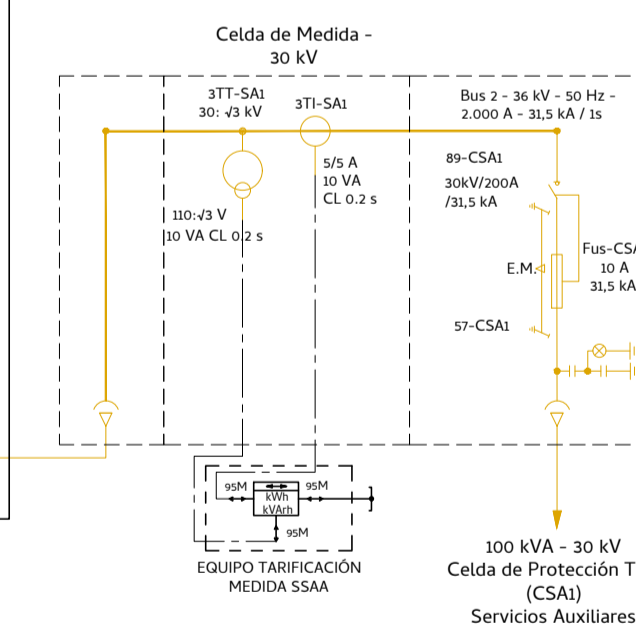 Celda de Medida -
30 kV
3TT-SA1
30: √3 kV
3TI-SA1
Bus 2 - 36 kV - 50 Hz -
2.000 A - 31,5 kA / 1s
5/5 A
10 VA
CL 0.2 s
89-CSA1
30kV/200A
/31,5 kA
110:√3 V
10 VA CL 0.2 s
Fus-CSA
10 A
31,5 kA
E.M.
57-CSA1
95M
95M
kWh
kVArh
95M
EQUIPO TARIFICACIÓN
MEDIDA SSAA
100 kVA - 30 kV
Celda de Protección T
(CSA1)
Servicios Auxiliares